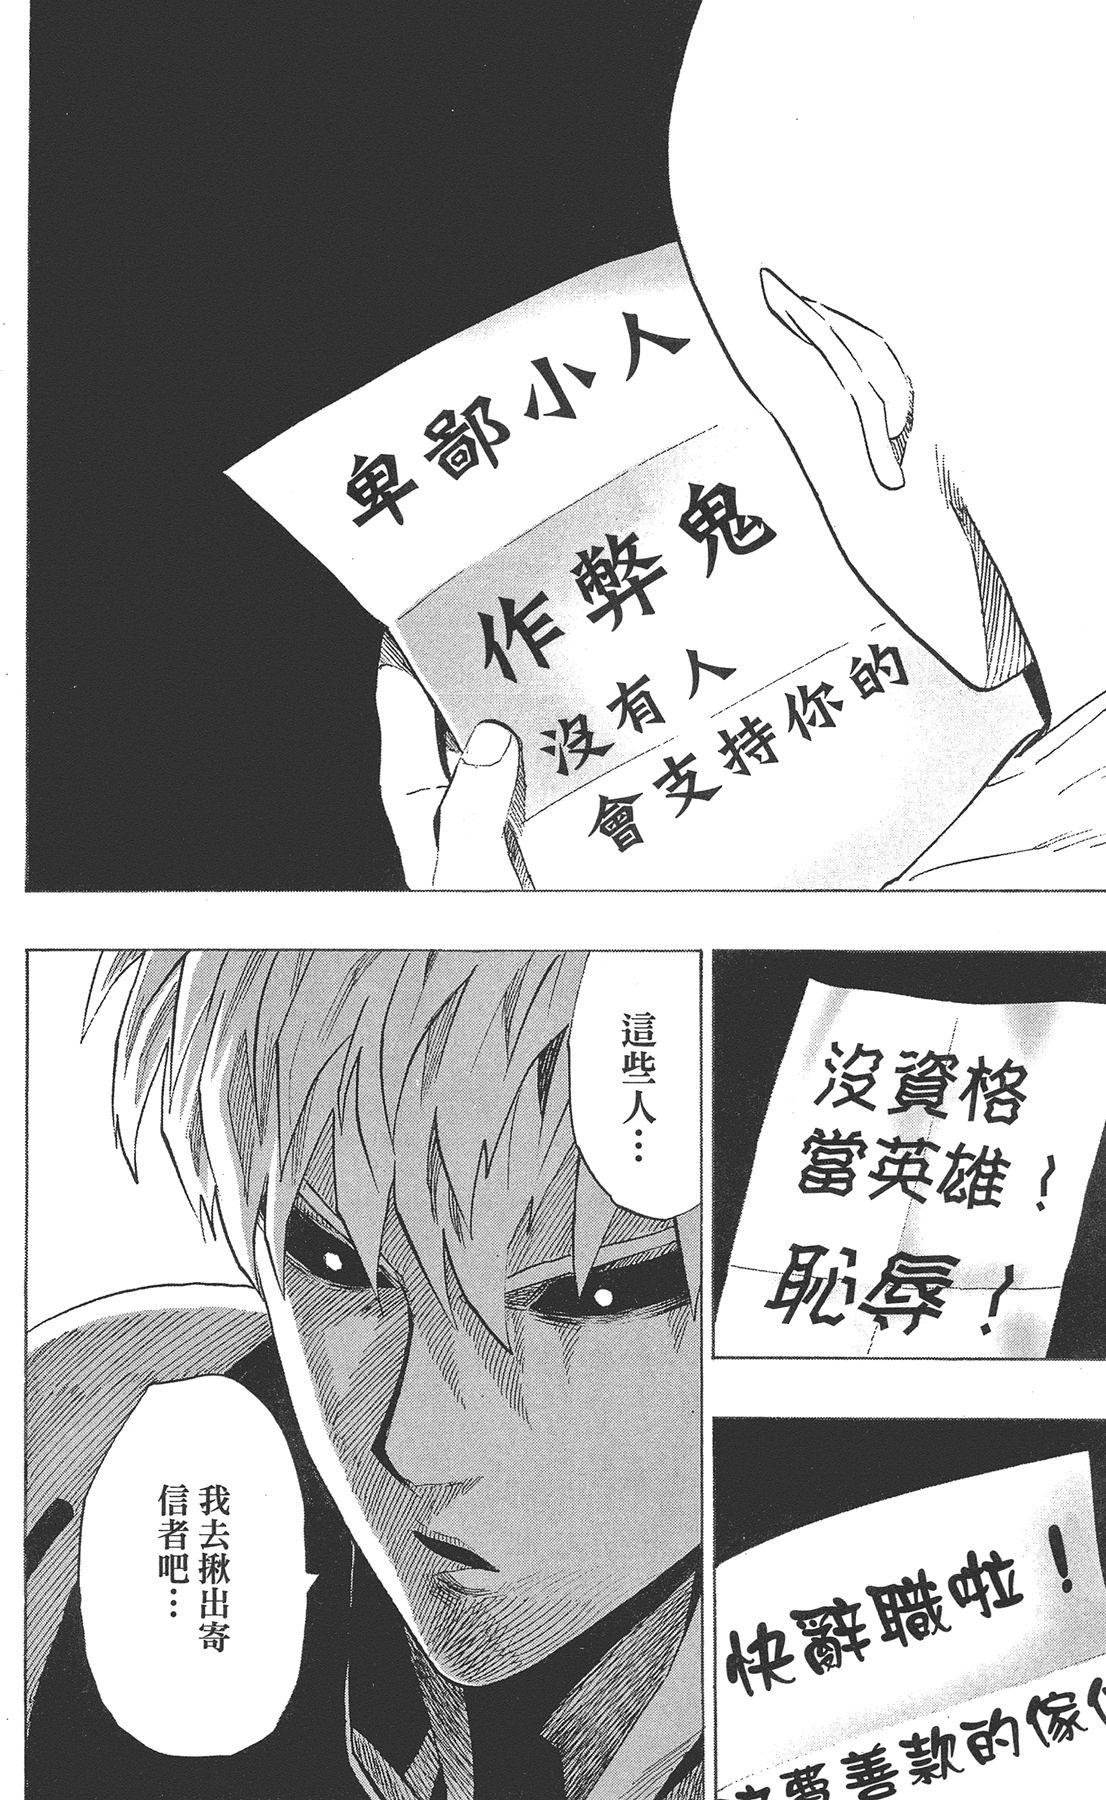 卑鄙小人
作弊鬼
沒有人
會支持你的
沒資格
當英雄！
恥辱！
快辭職啦！
善款的傢
這些人…
我去揪出寄
信者吧…